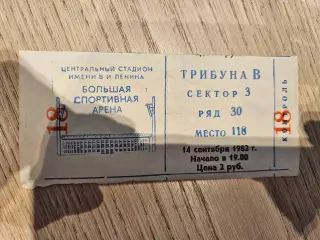 18
ЦЕНТРАЛЬНЫЙ СТАДИОН
ИМЕНИ В И ЛЕНИНА
БОЛЬШАЯ
СПОРТИВНАЯ
АРЕНА
ТРИБУНА В
СЕКТОР 3
РЯД 30
МЕСТО 118
14 сентября 1982 г.
Начало в 19.00
Цена 2 руб.
КОНТРОЛЬ
18